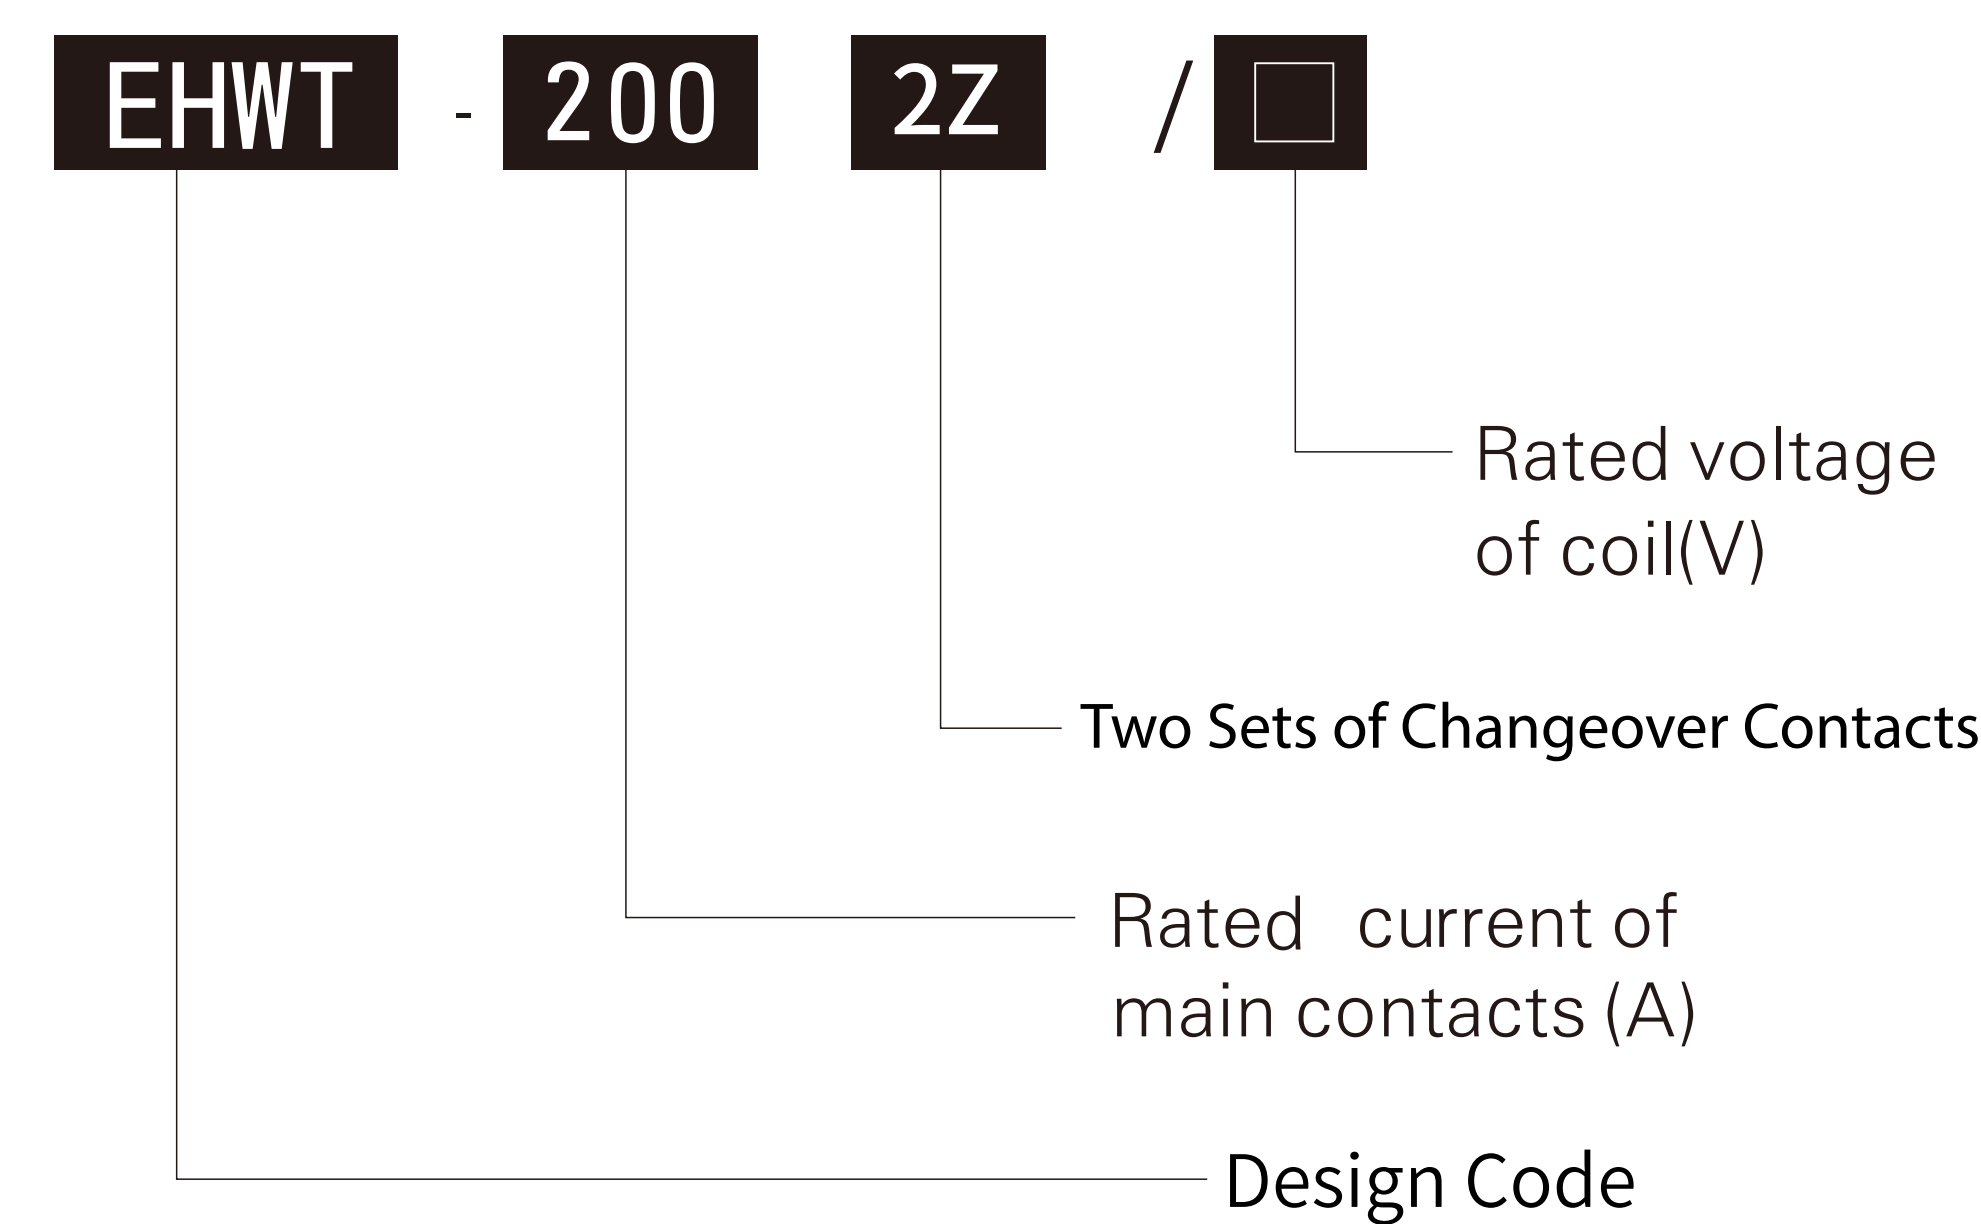 EHWT - 200 2Z / □
Rated voltage
of coil(V)
Two Sets of Changeover Contacts
Rated current of
main contacts (A)
Design Code